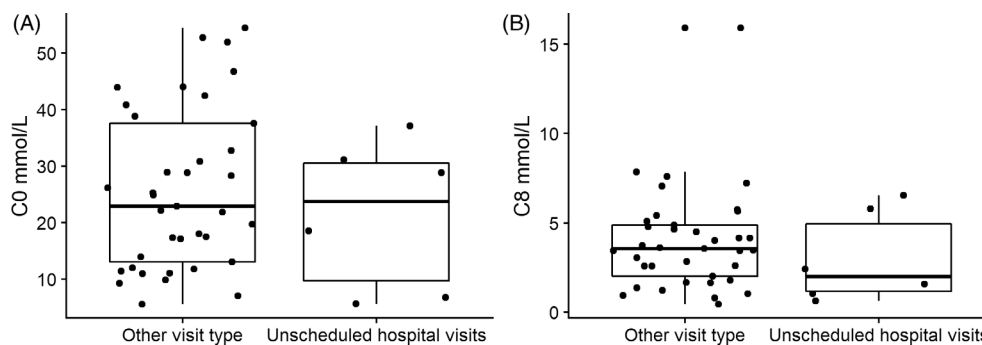 (A)
C0 mmol/L
50
40
30
20
10
Other visit type
Unscheduled hospital visits
(B)
C8 mmol/L
15
10
5
0
Other visit type
Unscheduled hospital visits